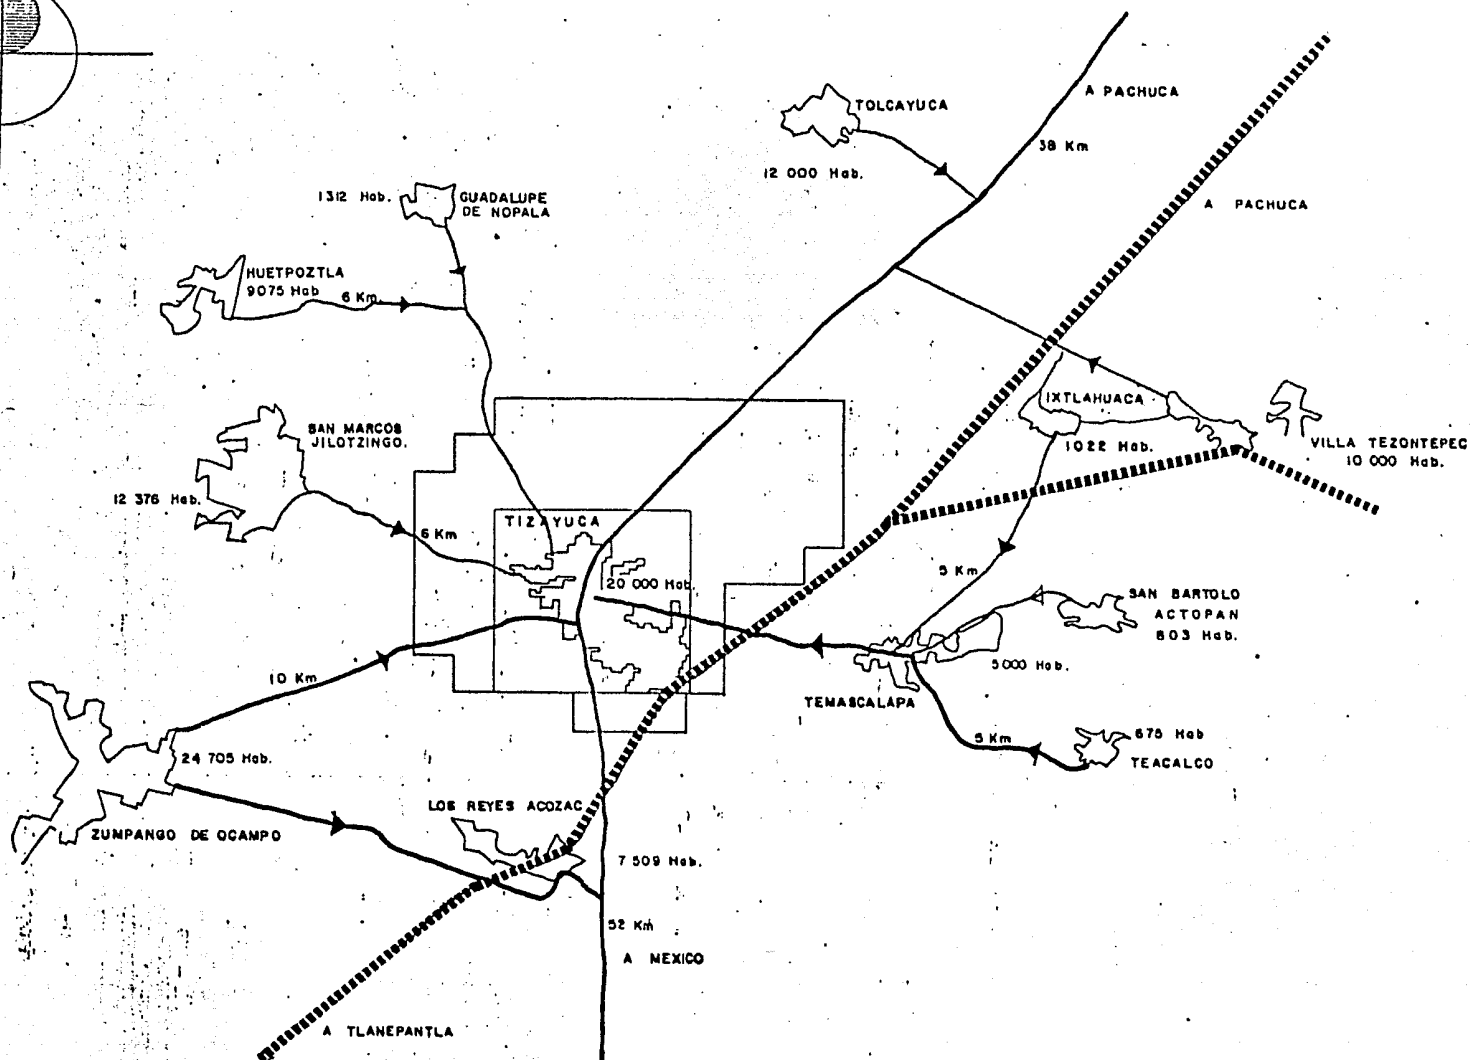 A PACHUCA
TOLCAYUCA
38 Km
12 000 Hab.
1312 Hab.
GUADALUPE
DE NOPALA
A PACHUCA
HUETPOZTLA
9075 Hab
6 Km.
IXTLAHUACA
SAN MARCOS
JILOTZINGO.
1022 Hab.
VILLA TEZONTEPEC
10 000 Hab.
12 376 Hab.
6 Km
TIZAYUCA
20 000 Hab.
5 Km
SAN BARTOLO
ACTOPAN
803 Hab.
5000 Hab.
10 Km
TEMASCALAPA
675 Hab
5 Km
TEACALCO
24 705 Hab.
LOS REYES ACOZAC
ZUMPANGO DE OCAMPO
7 509 Hab.
52 Km
A MEXICO
A TLANEPANTLA